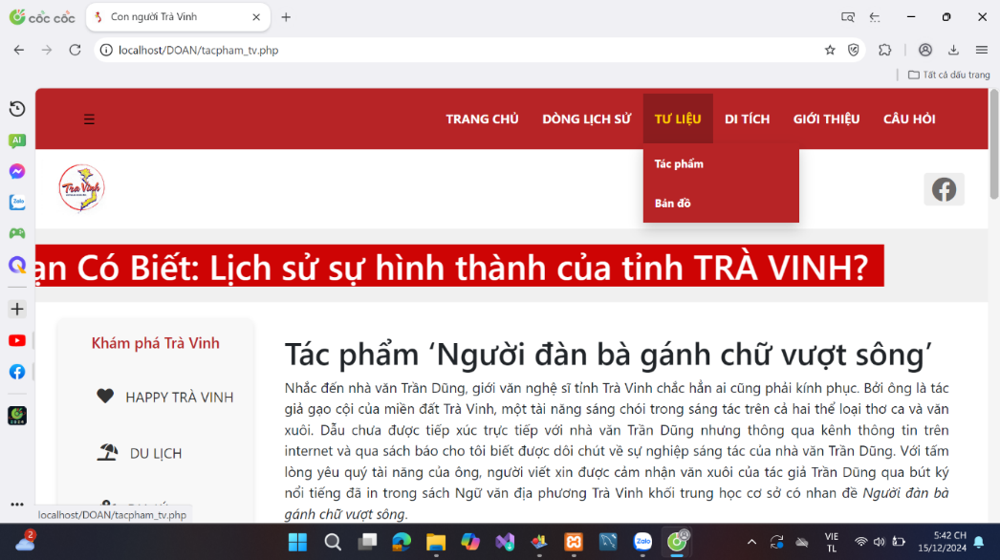 cốc cốc
Con người Trà Vinh
localhost/DOAN/tacpham_tv.php
Tất cả dấu trang
TRANG CHỦ DÒNG LỊCH SỬ TƯ LIỆU DI TÍCH GIỚI THIỆU CÂU HỎI
Tác phẩm
Bản đồ
Trà Vinh
ạn Có Biết: Lịch sử sự hình thành của tỉnh TRÀ VINH?
Khám phá Trà Vinh
HAPPY TRÀ VINH
DU LỊCH
Tác phẩm ‘Người đàn bà gánh chữ vượt sông’
Nhắc đến nhà văn Trần Dũng, giới văn nghệ sĩ tỉnh Trà Vinh chắc hẳn ai cũng phải kính phục. Bởi ông là tác
giả gạo cội của miền đất Trà Vinh, một tài năng sáng chói trong sáng tác trên cả hai thể loại thơ ca và văn
xuôi. Dẫu chưa được tiếp xúc trực tiếp với nhà văn Trần Dũng nhưng thông qua kênh thông tin trên
internet và qua sách báo cho tôi biết được dôi chút về sự nghiệp sáng tác của nhà văn Trần Dũng. Với tấm
lòng yêu quý tài năng của ông, người viết xin được cảm nhận văn xuôi của tác giả Trần Dũng qua bút ký
nổi tiếng đã in trong sách Ngữ văn địa phương Trà Vinh khối trung học cơ sở có nhan đề Người đàn bà
gánh chữ vượt sông.
localhost/DOAN/tacpham_tv.php
AI
Zalo
2
Zalo
VIE
TL
5:42 CH
15/12/2024